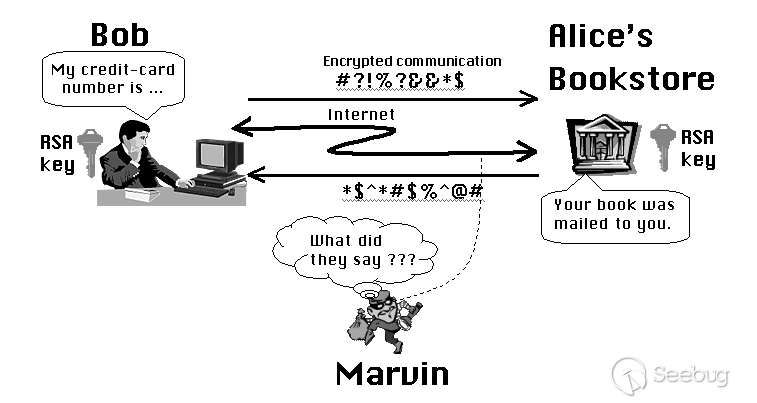 Bob
My credit-card
number is ...
RSA
key
Encrypted communication
#?!%?&&*$
Internet
*$^*#$%^@#
Alice's
Bookstore
RSA
key
Your book was
mailed to you.
What did
they say ???
Marvin
Seebug